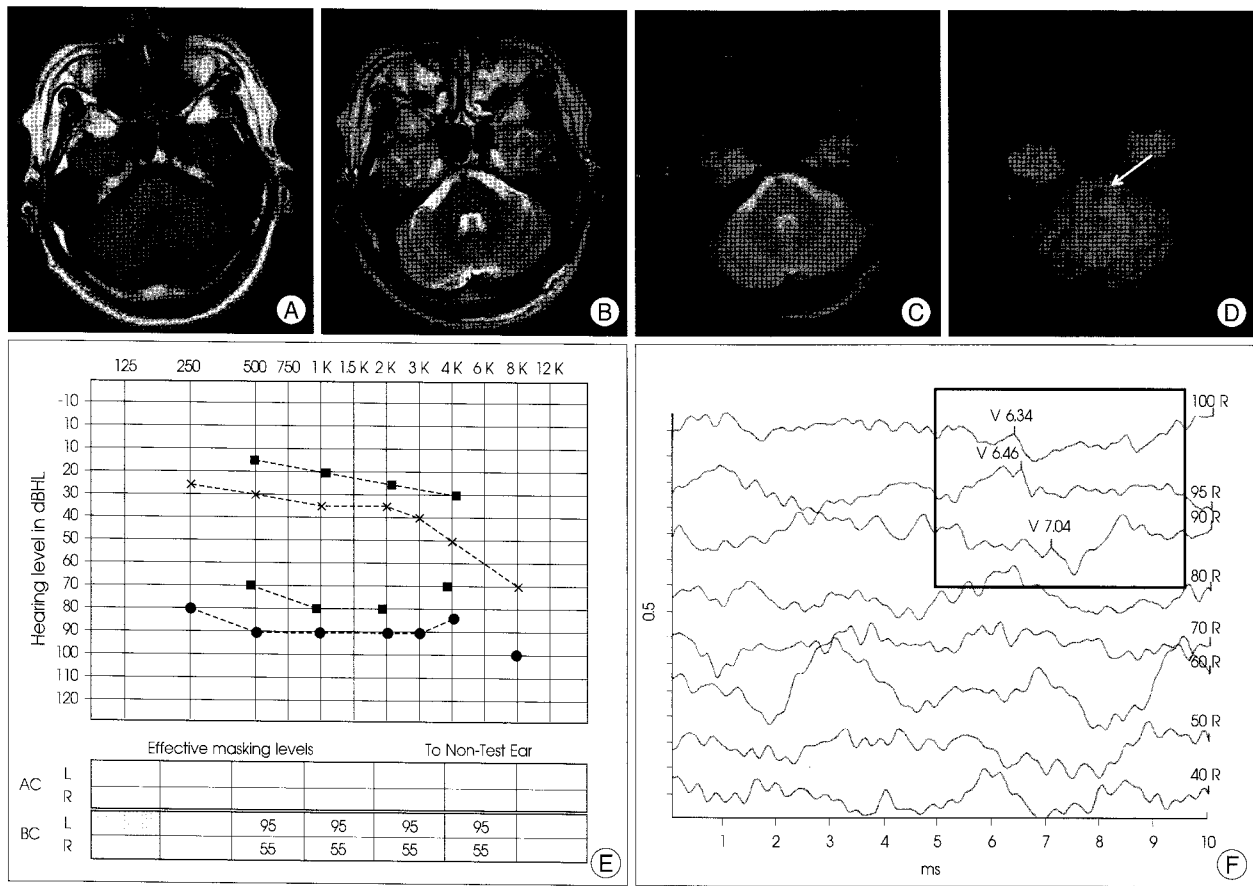 A
B
C
D
125 250 500 750 1 K 1.5 K 2 K 3 K 4 K 6 K 8 K 12 K
-10
10
10
20
30
40
50
60
70
80
90
100
110
120
Hearing level in dBHL
Effective masking levels To Non-Test Ear
AC L
R
BC L 95 95 95 95
R 55 55 55 55
E
100 R
V 6.34
V 6.46
95 R
90 R
V 7.04
80 R
0.5
70 R
60 R
50 R
40 R
1 2 3 4 5 6 7 8 9 10
ms
F